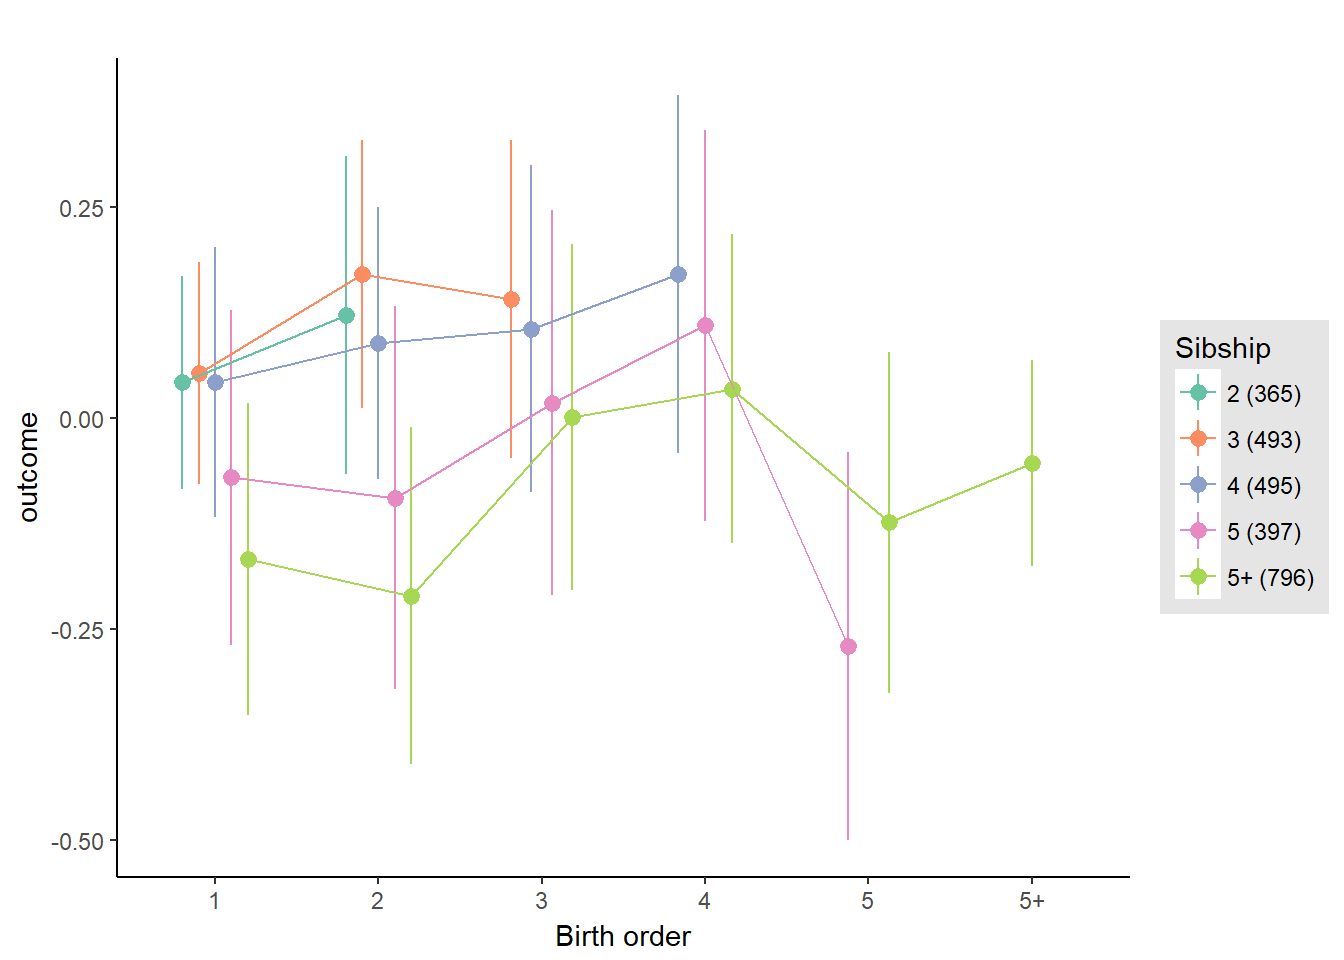 0.25
0.00
-0.25
-0.50
outcome
1 2 3 4 5 5+
Birth order
Sibship
2 (365)
3 (493)
4 (495)
5 (397)
5+ (796)